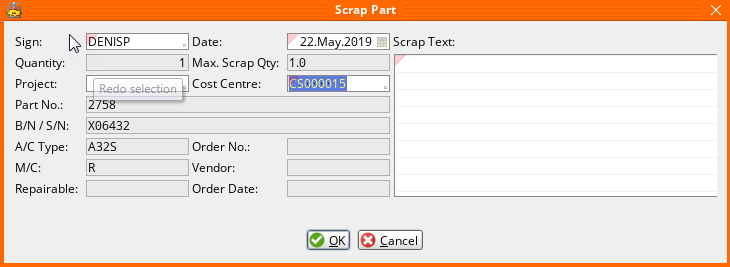 Scrap Part
Sign: DENISP Date: 22.May.2019 Scrap Text:
Quantity: 1 Max. Scrap Qty: 1.0
Project: Cost Centre: CS000015
Redo selection
Part No.: 2758
B/N / S/N: X06432
A/C Type: A32S Order No.:
M/C: R Vendor:
Repairable: Order Date:
OK Cancel